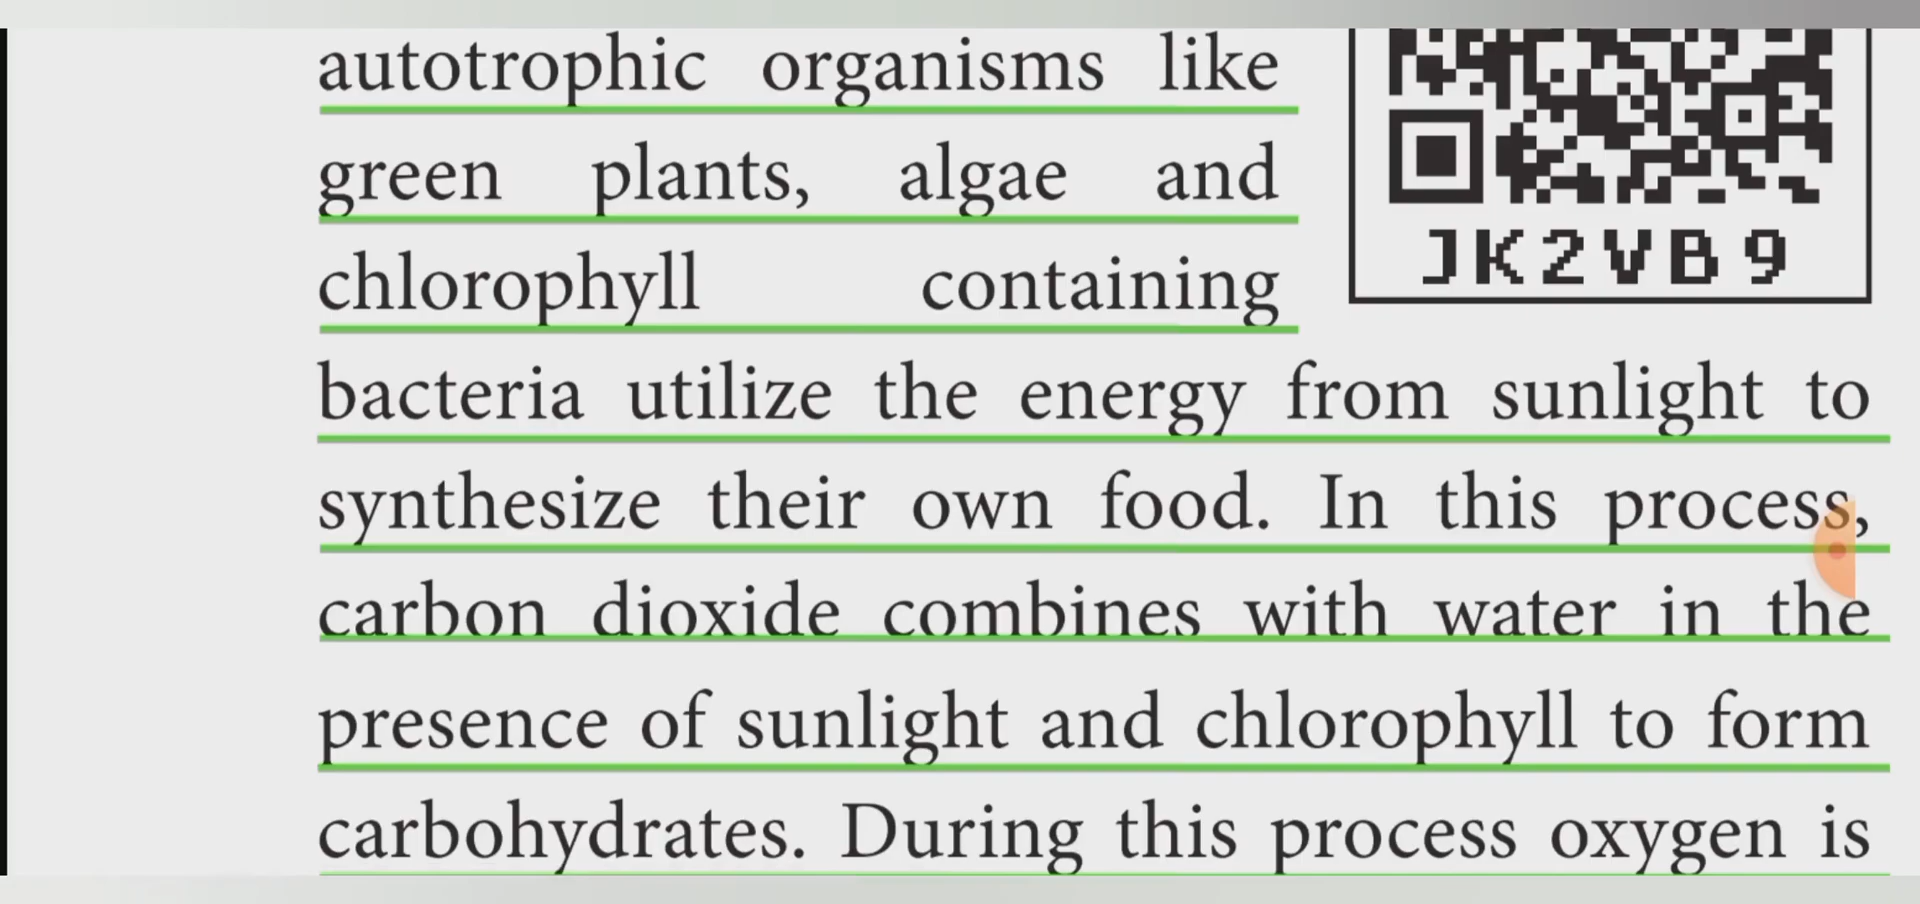 autotrophic organisms like
green plants, algae and
chlorophyll containing
JK2VB9
bacteria utilize the energy from sunlight to
synthesize their own food. In this process,
carbon dioxide combines with water in the
presence of sunlight and chlorophyll to form
carbohydrates. During this process oxygen is